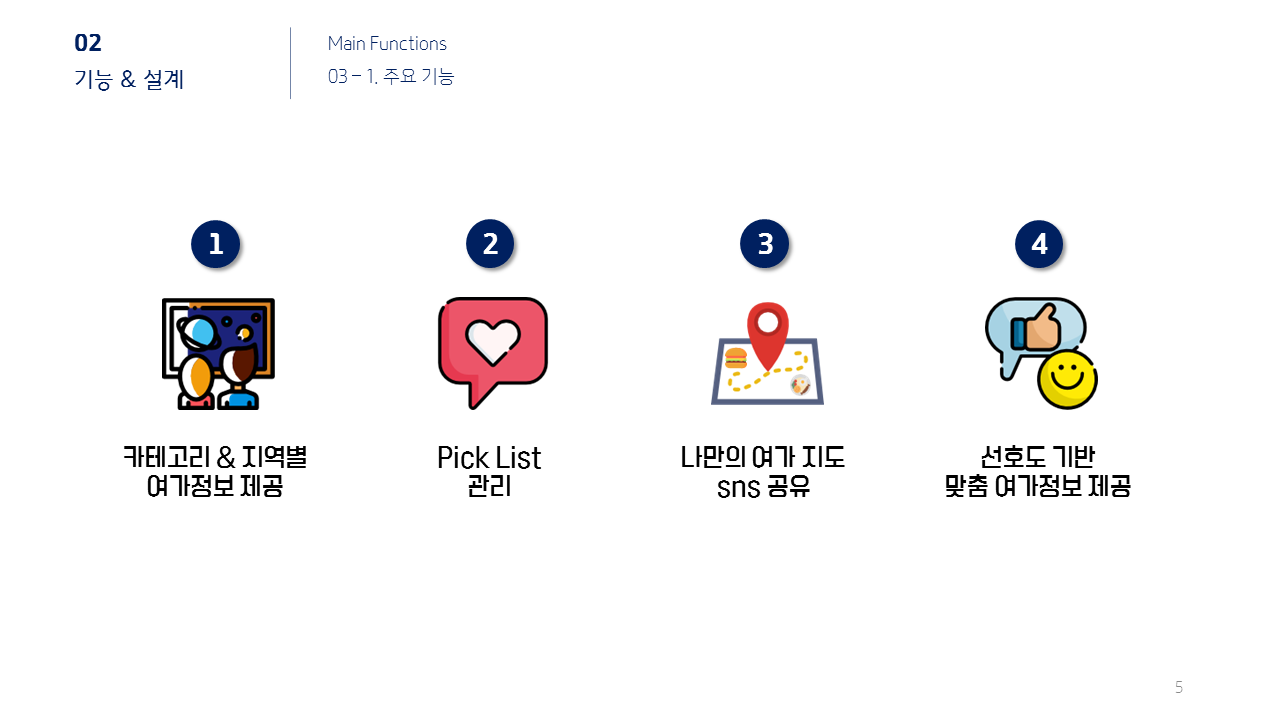 02
기능 & 설계
Main Functions
03 – 1. 주요 기능
1
카테고리 & 지역별
여가정보 제공
2
Pick List
관리
3
나만의 여가 지도
sns 공유
4
선호도 기반
맞춤 여가정보 제공
5